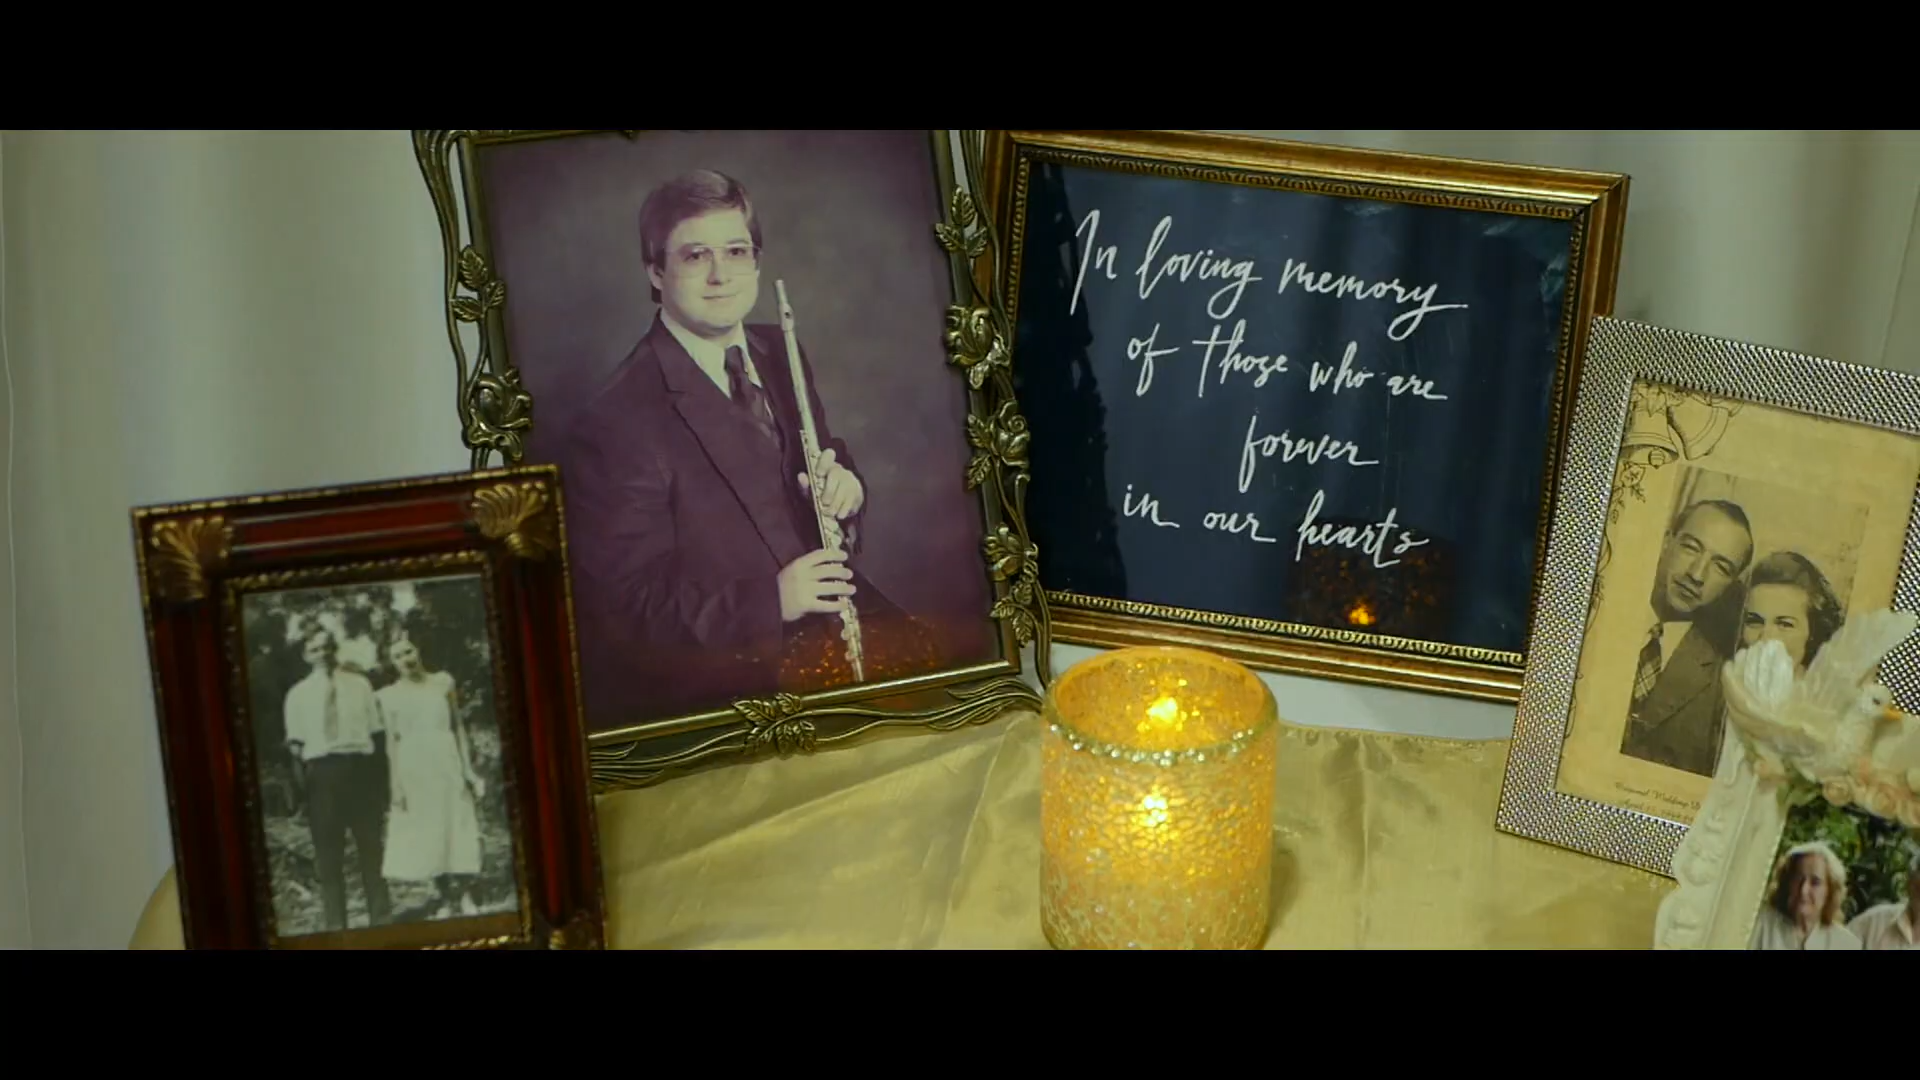 In loving memory
of those who are
forever
in our hearts